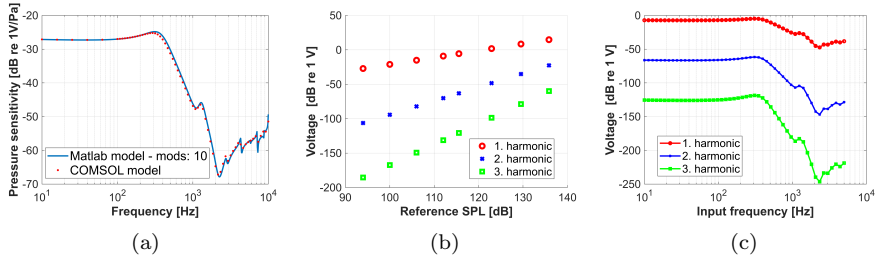 Pressure sensitivity [dB re 1V/Pa]
-20
-30
-40
-50
-60
-70
Matlab model - mods: 10
COMSOL model
10^1
10^2
10^3
10^4
Frequency [Hz]
(a)
Voltage [dB re 1 V]
50
0
-50
-100
-150
-200
1. harmonic
2. harmonic
3. harmonic
90
100
110
120
130
140
Reference SPL [dB]
(b)
Voltage [dB re 1 V]
0
-50
-100
-150
-200
-250
1. harmonic
2. harmonic
3. harmonic
10^1
10^2
10^3
10^4
Input frequency [Hz]
(c)